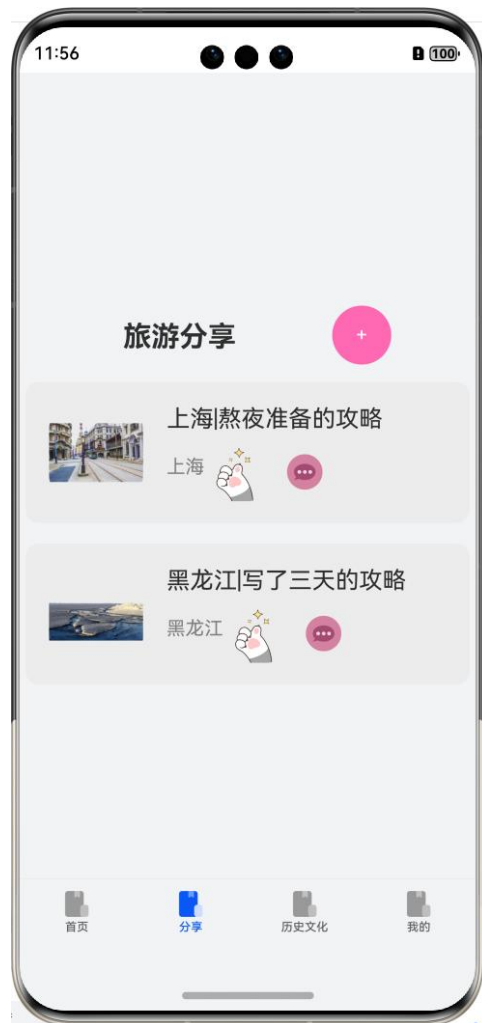 11:56
100
旅游分享
+
上海|熬夜准备的攻略
上海
黑龙江|写了三天的攻略
黑龙江
首页
分享
历史文化
我的